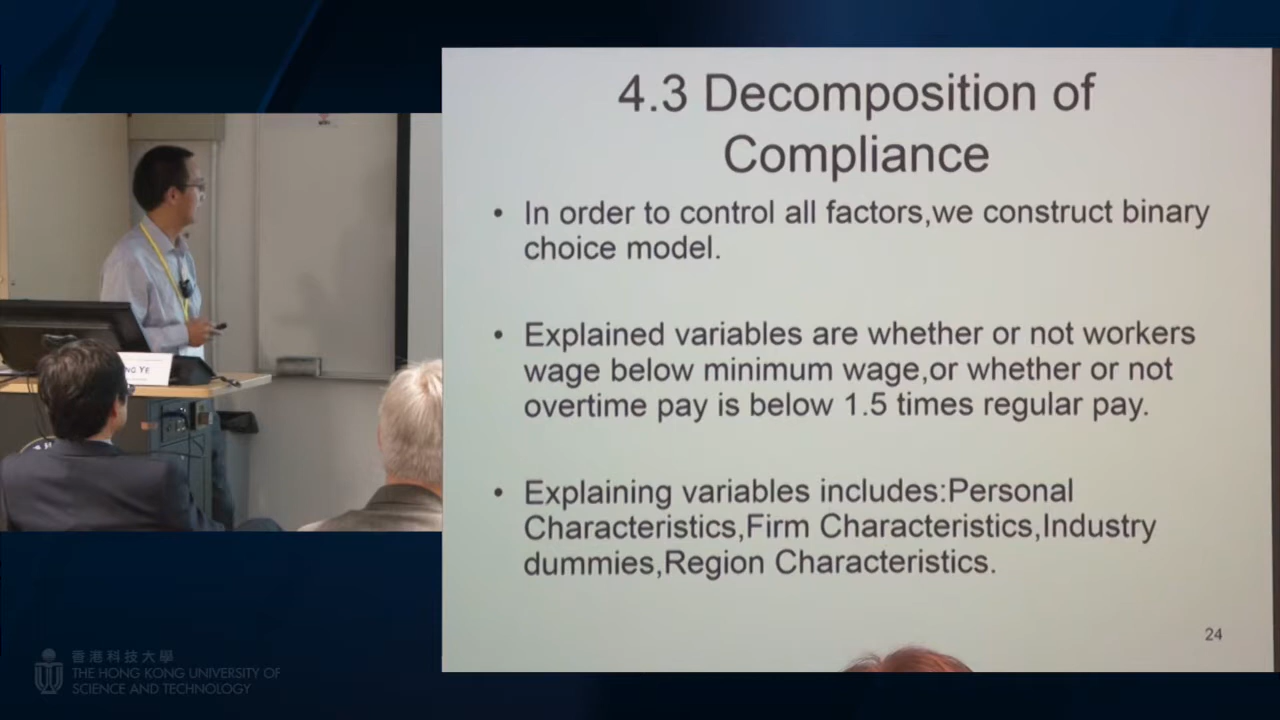 4.3 Decomposition of
Compliance
• In order to control all factors,we construct binary
choice model.
• Explained variables are whether or not workers
wage below minimum wage,or whether or not
overtime pay is below 1.5 times regular pay.
• Explaining variables includes:Personal
Characteristics,Firm Characteristics,Industry
dummies,Region Characteristics.
24
NG YE
香港科技大學
THE HONG KONG UNIVERSITY OF
SCIENCE AND TECHNOLOGY